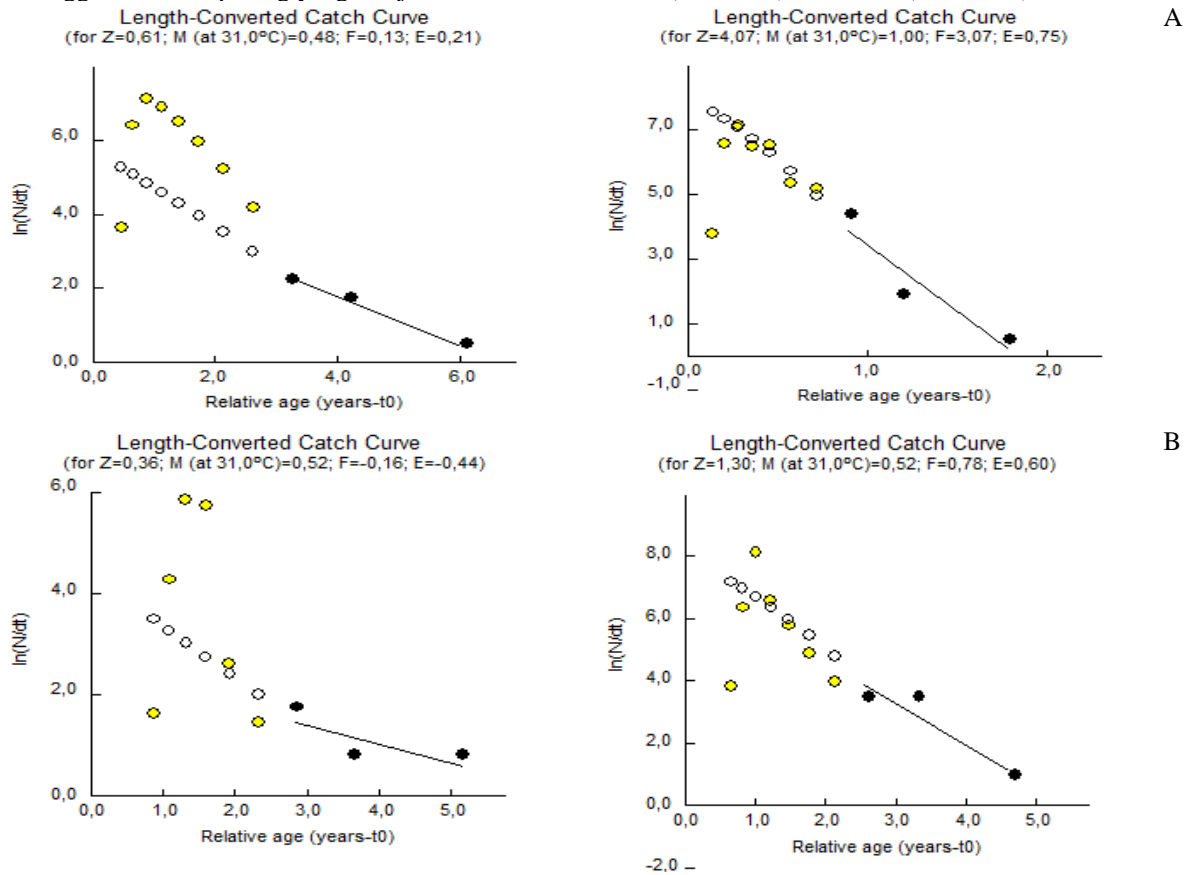 Length-Converted Catch Curve
(for Z=0,61; M (at 31,0°C)=0,48; F=0,13; E=0,21)
6,0
4,0
2,0
0,0
ln(N/dt)
0,0 2,0 4,0 6,0
Relative age (years-t0)
Length-Converted Catch Curve
(for Z=4,07; M (at 31,0°C)=1,00; F=3,07; E=0,75)
A
7,0
5,0
3,0
1,0
-1,0
ln(N/dt)
0,0 1,0 2,0
Relative age (years-t0)
Length-Converted Catch Curve
(for Z=0,36; M (at 31,0°C)=0,52; F=-0,16; E=-0,44)
6,0
4,0
2,0
0,0
ln(N/dt)
0,0 1,0 2,0 3,0 4,0 5,0
Relative age (years-t0)
Length-Converted Catch Curve
(for Z=1,30; M (at 31,0°C)=0,52; F=0,78; E=0,60)
B
8,0
6,0
4,0
2,0
0,0
-2,0
ln(N/dt)
0,0 1,0 2,0 3,0 4,0 5,0
Relative age (years-t0)